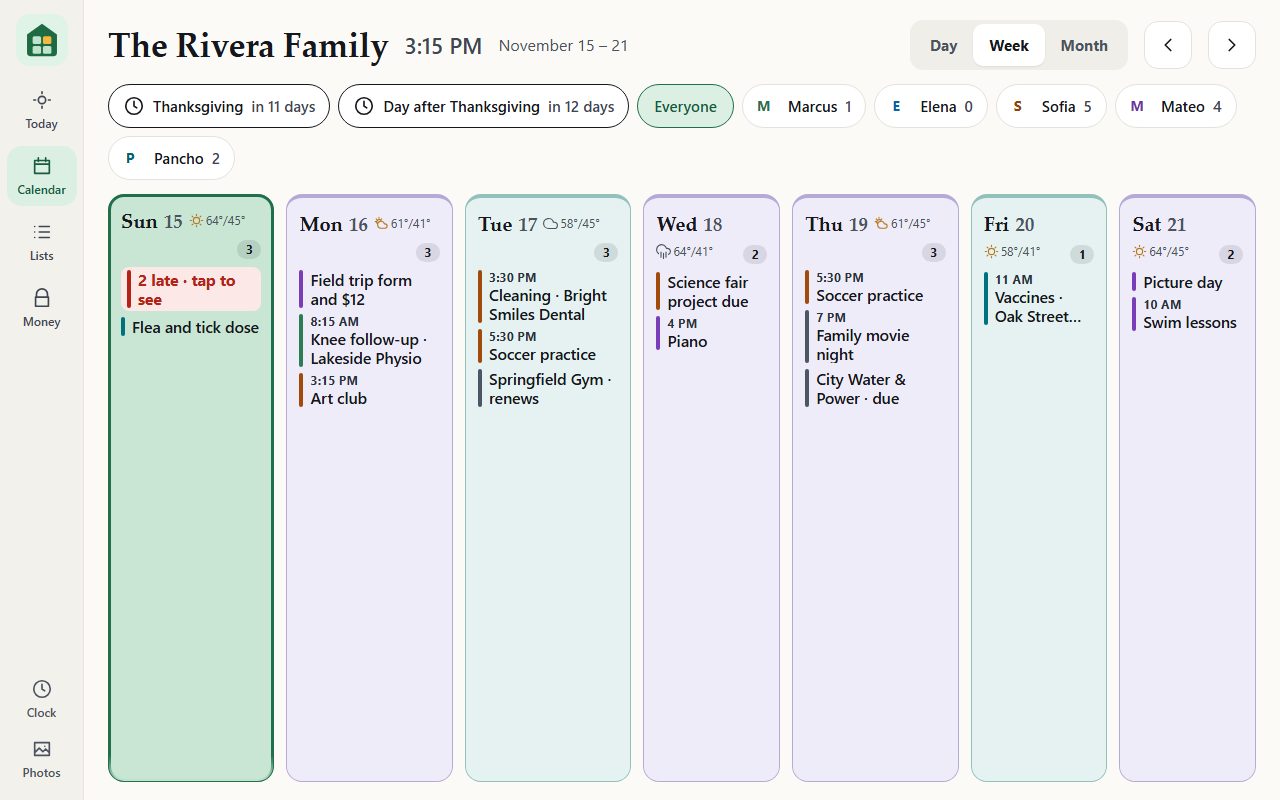 The Rivera Family 3:15 PM November 15 – 21
Day Week Month
Today
Calendar
Lists
Money
Clock
Photos
Thanksgiving in 11 days
Day after Thanksgiving in 12 days
Everyone
M Marcus 1
E Elena 0
S Sofia 5
M Mateo 4
P Pancho 2
Sun 15 64°/45°
3
2 late · tap to
see
Flea and tick dose
Mon 16 61°/41°
3
Field trip form
and $12
8:15 AM
Knee follow-up ·
Lakeside Physio
3:15 PM
Art club
Tue 17 58°/45°
3
3:30 PM
Cleaning · Bright
Smiles Dental
5:30 PM
Soccer practice
Springfield Gym ·
renews
Wed 18
64°/41°
2
Science fair
project due
4 PM
Piano
Thu 19 61°/45°
3
5:30 PM
Soccer practice
7 PM
Family movie
night
City Water &
Power · due
Fri 20
58°/41°
1
11 AM
Vaccines ·
Oak Street...
Sat 21
64°/45°
2
Picture day
10 AM
Swim lessons